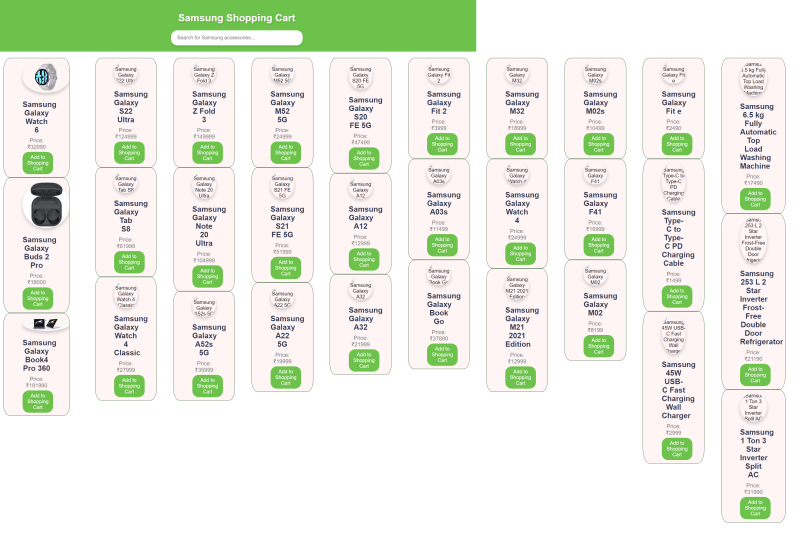 Samsung Shopping Cart
Search for Samsung accessories...
Samsung
Galaxy
Watch
6
Price:
₹32990
Add to
Shopping
Cart
Samsung
Galaxy
Buds 2
Pro
Price:
₹18000
Add to
Shopping
Cart
Samsung
Galaxy
Book4
Pro 360
Price:
₹181990
Add to
Shopping
Cart
Samsung
Galaxy
S22 Ultra
Samsung
Galaxy
S22
Ultra
Price:
₹124999
Add to
Shopping
Cart
Samsung
Galaxy
Tab S8
Samsung
Galaxy
Tab
S8
Price:
₹61999
Add to
Shopping
Cart
Samsung
Galaxy
Watch 4
Classic
Samsung
Galaxy
Watch
4
Classic
Price:
₹27999
Add to
Shopping
Cart
Samsung
Galaxy Z
Fold 3
Samsung
Galaxy
Z Fold
3
Price:
₹149999
Add to
Shopping
Cart
Samsung
Galaxy
Note 20
Ultra
Samsung
Galaxy
Note
20
Ultra
Price:
₹104999
Add to
Shopping
Cart
Samsung
Galaxy
A52s 5G
Samsung
Galaxy
A52s
5G
Price:
₹35999
Add to
Shopping
Cart
Samsung
Galaxy
M52 5G
Samsung
Galaxy
M52
5G
Price:
₹24999
Add to
Shopping
Cart
Samsung
Galaxy
S21 FE
5G
Samsung
Galaxy
S21
FE 5G
Price:
₹51999
Add to
Shopping
Cart
Samsung
Galaxy
A22 5G
Samsung
Galaxy
A22
5G
Price:
₹19999
Add to
Shopping
Cart
Samsung
Galaxy
S20 FE
5G
Samsung
Galaxy
S20
FE 5G
Price:
₹47499
Add to
Shopping
Cart
Samsung
Galaxy
A12
Samsung
Galaxy
A12
Price:
₹12999
Add to
Shopping
Cart
Samsung
Galaxy
A32
Samsung
Galaxy
A32
Price:
₹21999
Add to
Shopping
Cart
Samsung
Galaxy Fit
2
Samsung
Galaxy
Fit 2
Price:
₹3999
Add to
Shopping
Cart
Samsung
Galaxy
A03s
Samsung
Galaxy
A03s
Price:
₹11499
Add to
Shopping
Cart
Samsung
Galaxy
Book Go
Samsung
Galaxy
Book
Go
Price:
₹37990
Add to
Shopping
Cart
Samsung
Galaxy
M32
Samsung
Galaxy
M32
Price:
₹18999
Add to
Shopping
Cart
Samsung
Galaxy
Watch 4
Samsung
Galaxy
Watch
4
Price:
₹24999
Add to
Shopping
Cart
Samsung
Galaxy
M21 2021
Edition
Samsung
Galaxy
M21
2021
Edition
Price:
₹12999
Add to
Shopping
Cart
Samsung
Galaxy
M02s
Samsung
Galaxy
M02s
Price:
₹10499
Add to
Shopping
Cart
Samsung
Galaxy
F41
Samsung
Galaxy
F41
Price:
₹16999
Add to
Shopping
Cart
Samsung
Galaxy
M02
Samsung
Galaxy
M02
Price:
₹8199
Add to
Shopping
Cart
Samsung
Galaxy Fit
e
Samsung
Galaxy
Fit e
Price:
₹2490
Add to
Shopping
Cart
Type-C to
Type-C
PD
Charging
Cable
Samsung
Type-
C to
Type-
C PD
Charging
Cable
Price:
₹1499
Add to
Shopping
Cart
Samsung
45W USB-
C Fast
Charging
Wall
Charger
Samsung
45W
USB-
C Fast
Charging
Wall
Charger
Price:
₹2999
Add to
Shopping
Cart
Samsung
6.5 kg Fully
Automatic
Top Load
Washing
Machine
Samsung
6.5 kg
Fully
Automatic
Top
Load
Washing
Machine
Price:
₹17490
Add to
Shopping
Cart
Samsung
253 L 2
Star
Inverter
Frost-Free
Double
Door
Samsung
253 L 2
Star
Inverter
Frost-
Free
Double
Door
Refrigerator
Price:
₹21190
Add to
Shopping
Cart
Samsung
1 Ton 3
Star
Inverter
Split AC
Samsung
1 Ton 3
Star
Inverter
Split
AC
Price:
₹31990
Add to
Shopping
Cart